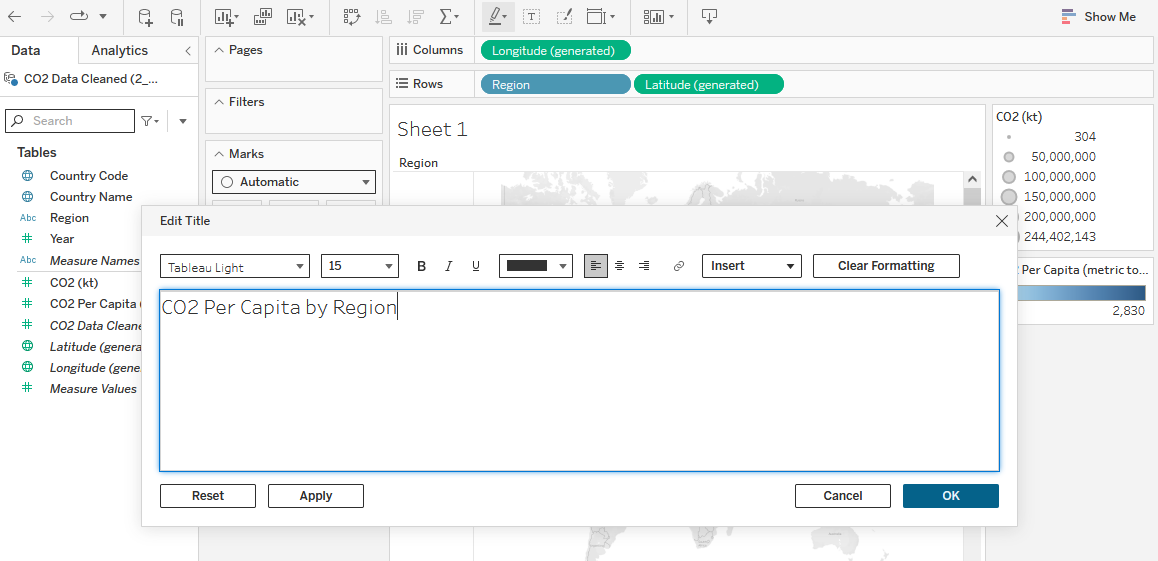 Show Me
Data
Analytics
Pages
Columns
Longitude (generated)
CO2 Data Cleaned (2_...
Rows
Region
Latitude (generated)
Filters
Search
Sheet 1
CO2 (kt)
304
Tables
Marks
Region
50,000,000
Country Code
Automatic
100,000,000
Country Name
150,000,000
Abc
Region
200,000,000
Year
Edit Title
244,402,143
Abc
Measure Names
Tableau Light
15
B
I
U
Insert
Clear Formatting
Per Capita (metric to...
CO2 (kt)
CO2 Per Capita (
CO2 Per Capita by Region
2,830
CO2 Data Cleane
Latitude (genera
Longitude (gene
Measure Values
Reset
Apply
Cancel
OK